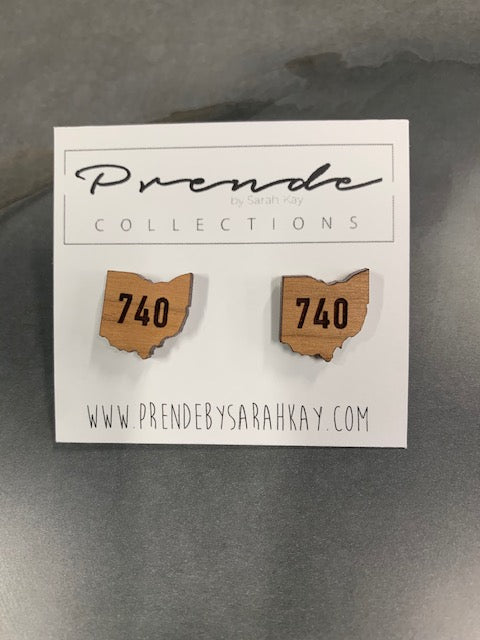 Prende
by Sarah Kay
COLLECTIONS
740 740
WWW.PRENDEBYSARAHKAY.COM